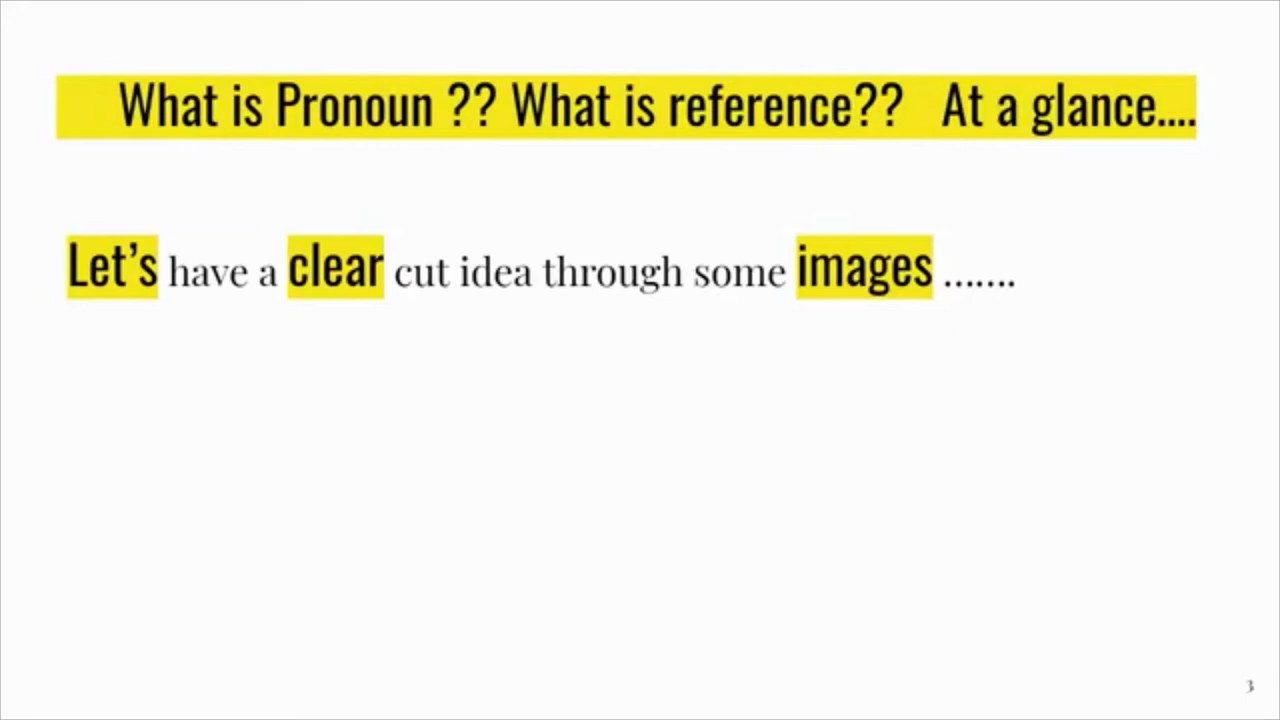 What is Pronoun ?? What is reference?? At a glance....
Let’s have a clear cut idea through some images .......
3